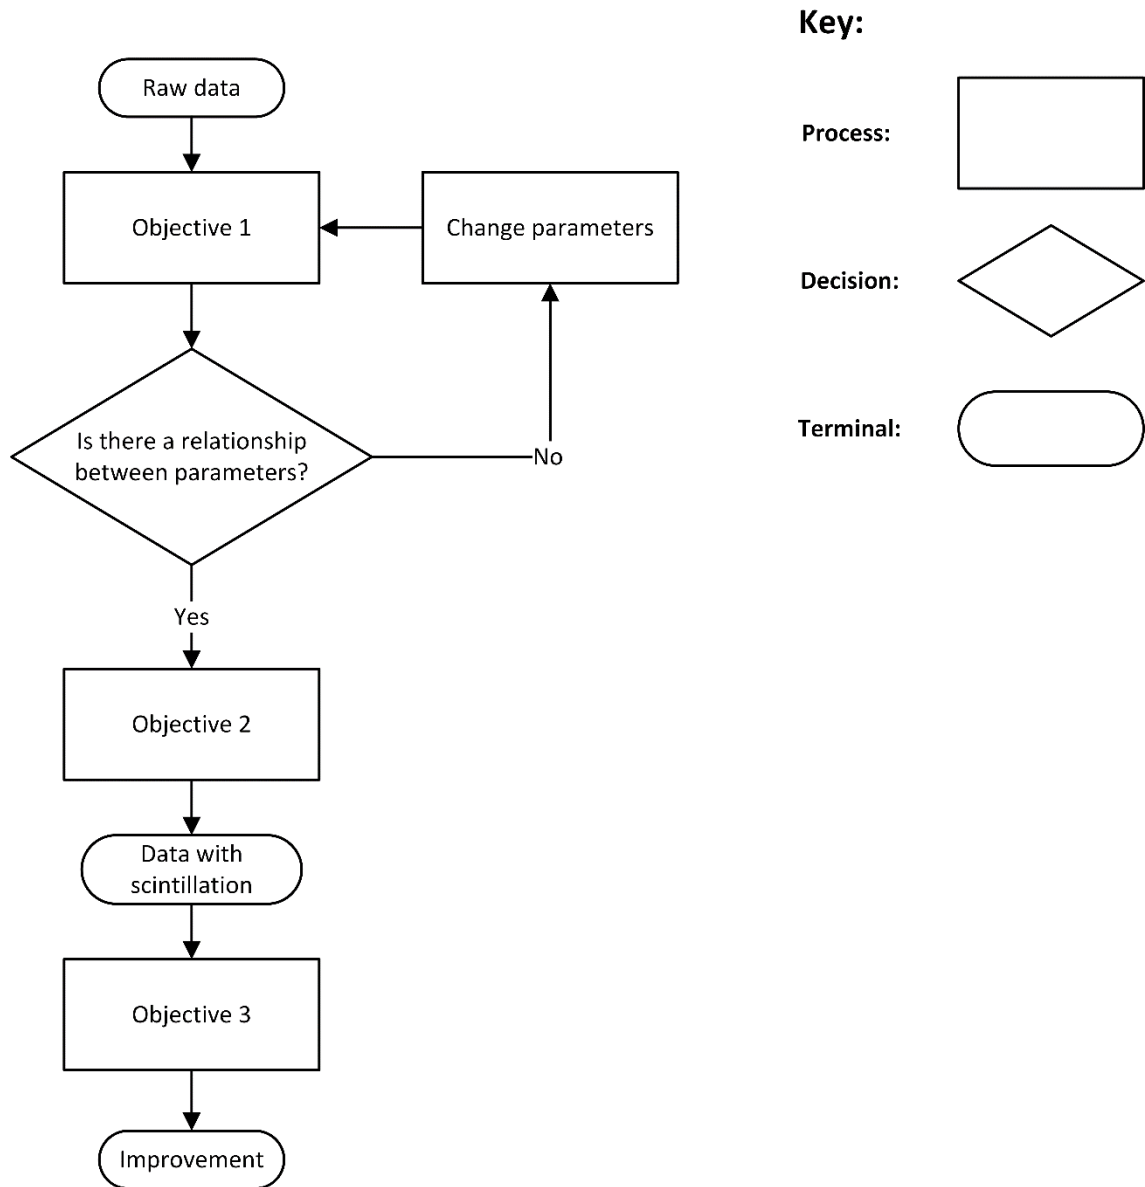 Raw data
Objective 1
Change parameters
Is there a relationship
between parameters?
No
Yes
Objective 2
Data with
scintillation
Objective 3
Improvement
Key:
Process:
Decision:
Terminal: